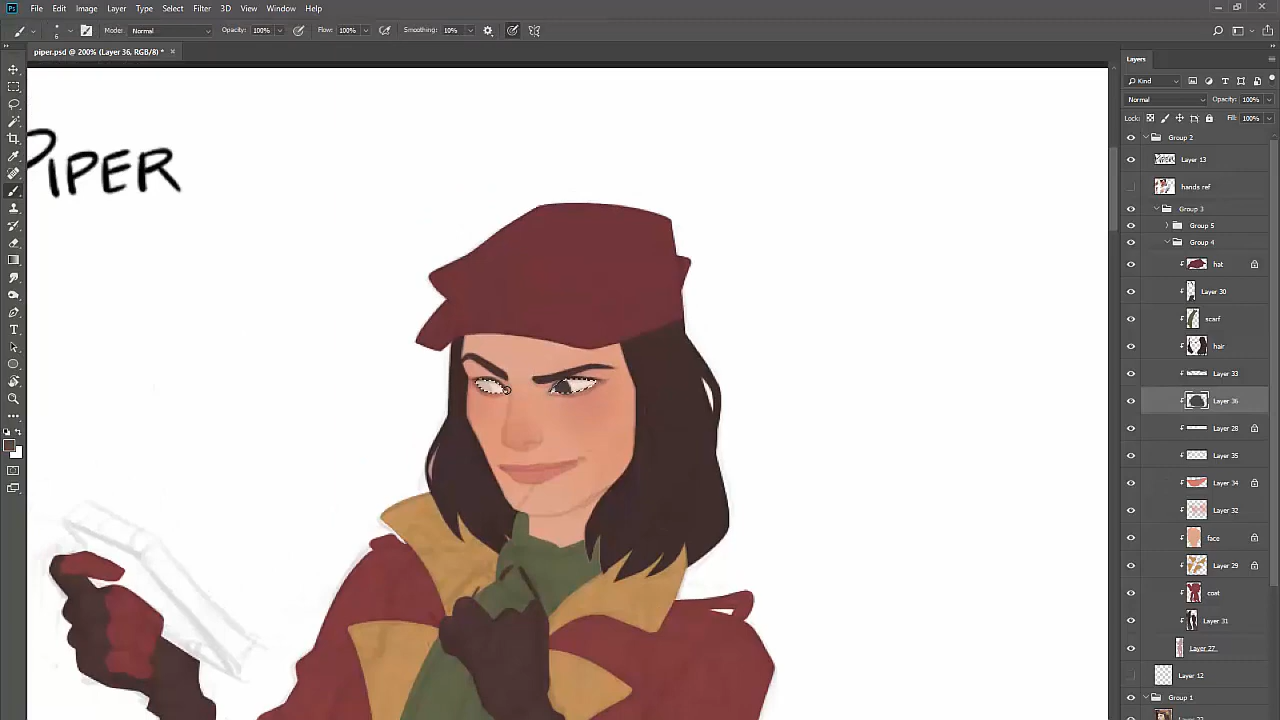 Ps File Edit Image Layer Type Select Filter 3D View Window Help
6 Mode: Normal Opacity: 100% Flow: 100% Smoothing: 10%
piper.psd @ 200% (Layer 36, RGB/8) *
PIPER
Layers
Kind
Normal Opacity: 100%
Lock: Fill: 100%
Group 2
Layer 13
hands ref
Group 3
Group 5
Group 4
hat
Layer 30
scarf
hair
Layer 33
Layer 36
Layer 28
Layer 35
Layer 34
Layer 32
face
Layer 29
coat
Layer 31
Layer 27
Layer 12
Group 1